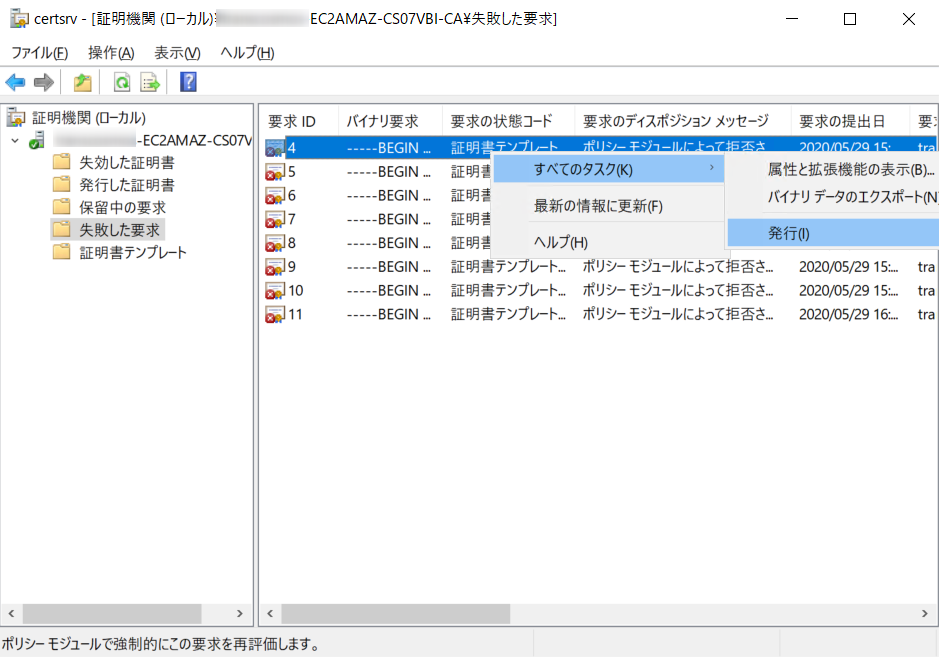 certsrv - [証明機関 (ローカル)¥ EC2AMAZ-CS07VBI-CA¥失敗した要求]
ファイル(F) 操作(A) 表示(V) ヘルプ(H)
証明機関 (ローカル)
-EC2AMAZ-CS07V
失効した証明書
発行した証明書
保留中の要求
失敗した要求
証明書テンプレート
要求 ID バイナリ要求 要求の状態コード 要求のディスポジション メッセージ 要求の提出日 要
4 -----BEGIN ... 証明書テンプレート... ポリシー モジュールによって拒否さ... 2020/05/29 15:... tra
5 -----BEGIN ... 証明書
6 -----BEGIN ... 証明書
7 -----BEGIN ... 証明書
8 -----BEGIN ... 証明書
9 -----BEGIN ... 証明書テンプレート... ポリシー モジュールによって拒否さ... 2020/05/29 15:... tra
10 -----BEGIN ... 証明書テンプレート... ポリシー モジュールによって拒否さ... 2020/05/29 15:... tra
11 -----BEGIN ... 証明書テンプレート... ポリシー モジュールによって拒否さ... 2020/05/29 16:... tra
すべてのタスク(K)
最新の情報に更新(F)
ヘルプ(H)
属性と拡張機能の表示(B)...
バイナリ データのエクスポート(N)
発行(I)
ポリシー モジュールで強制的にこの要求を再評価します。